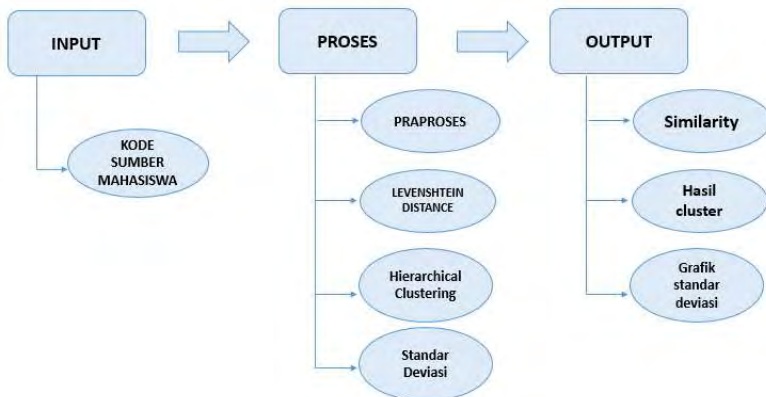 INPUT
PROSES
OUTPUT
KODE
SUMBER
MAHASISWA
PRAPROSES
LEVENSHTEIN
DISTANCE
Hierarchical
Clustering
Standar
Deviasi
Similarity
Hasil
cluster
Grafik
standar
deviasi